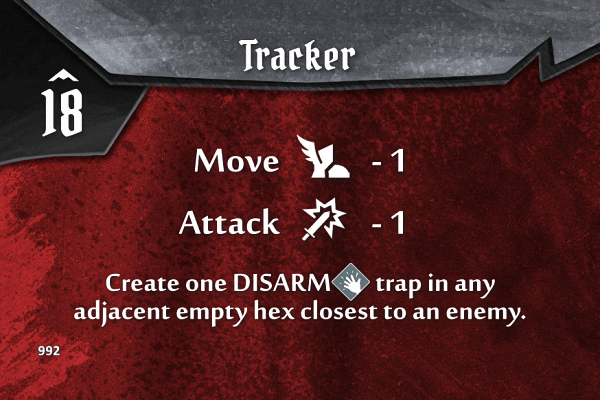 Tracker
18
Move - 1
Attack - 1
Create one DISARM trap in any
adjacent empty hex closest to an enemy.
992